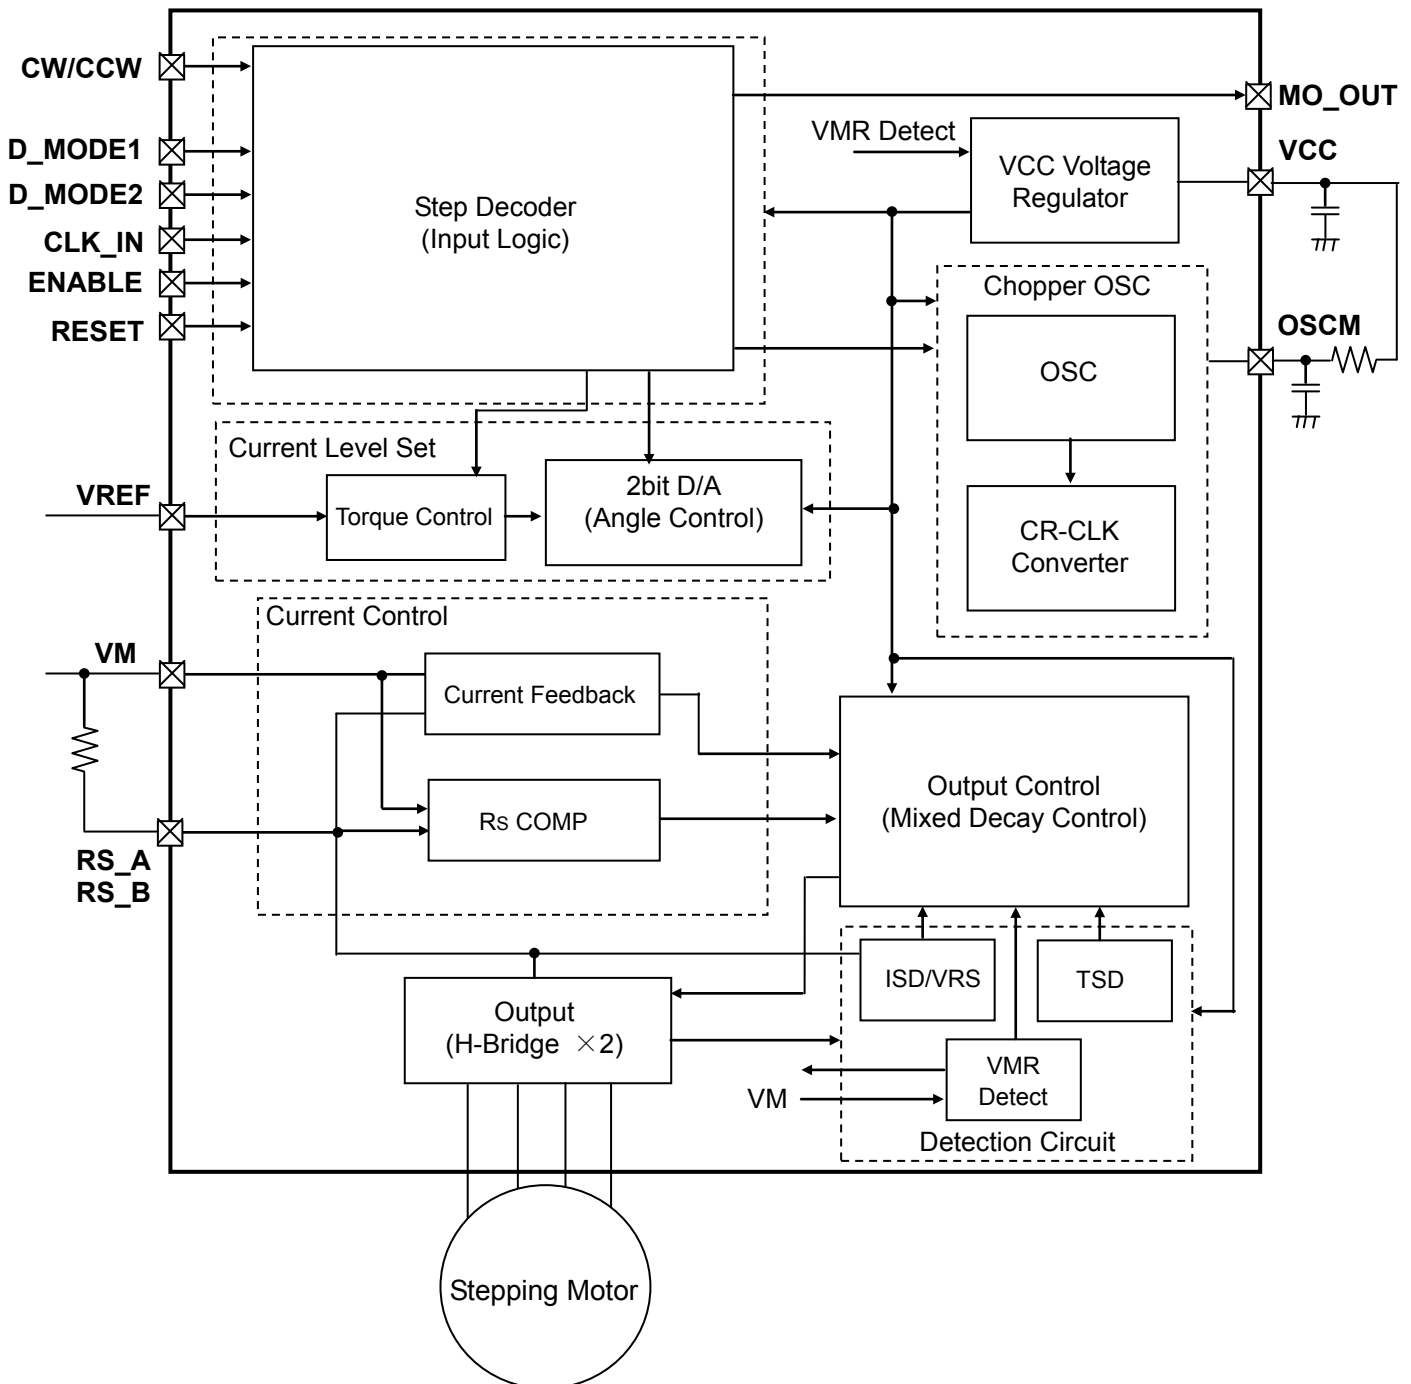 CW/CCW
MO_OUT
D_MODE1
VMR Detect
VCC
VCC Voltage
Regulator
D_MODE2
Step Decoder
(Input Logic)
CLK_IN
ENABLE
Chopper OSC
RESET
OSCM
OSC
Current Level Set
VREF
Torque Control
2bit D/A
(Angle Control)
CR-CLK
Converter
Current Control
VM
Current Feedback
Output Control
(Mixed Decay Control)
Rs COMP
RS_A
RS_B
ISD/VRS
TSD
Output
(H-Bridge ×2)
VMR
Detect
VM
Detection Circuit
Stepping Motor